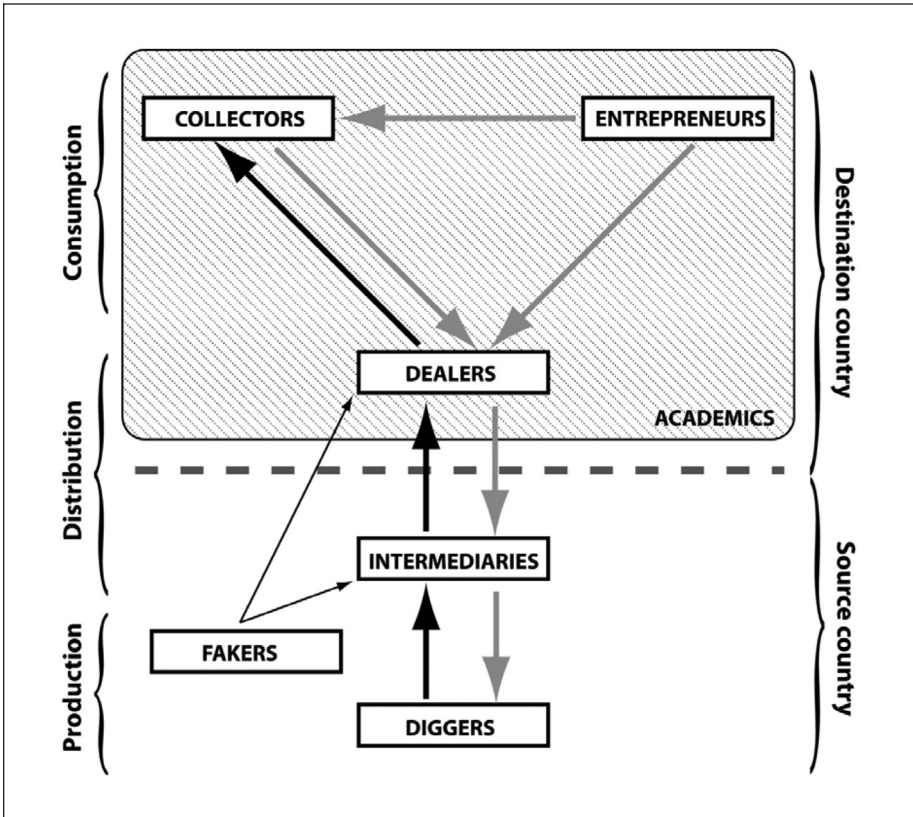 COLLECTORS
ENTREPRENEURS
Consumption
Destination country
DEALERS
ACADEMICS
Distribution
INTERMEDIARIES
Source country
FAKERS
Production
DIGGERS